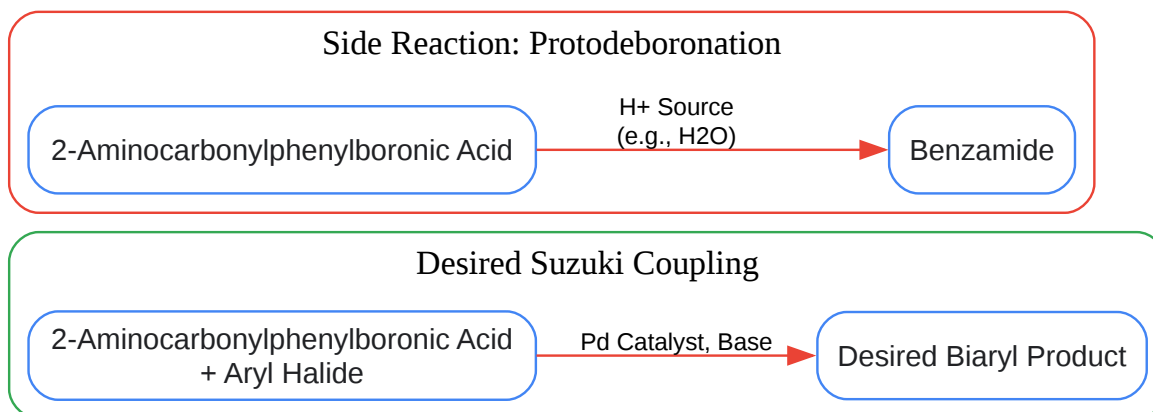 Side Reaction: Protodeboronation
2-Aminocarbonylphenylboronic Acid
H+ Source
(e.g., H2O)
Benzamide
Desired Suzuki Coupling
2-Aminocarbonylphenylboronic Acid
+ Aryl Halide
Pd Catalyst, Base
Desired Biaryl Product